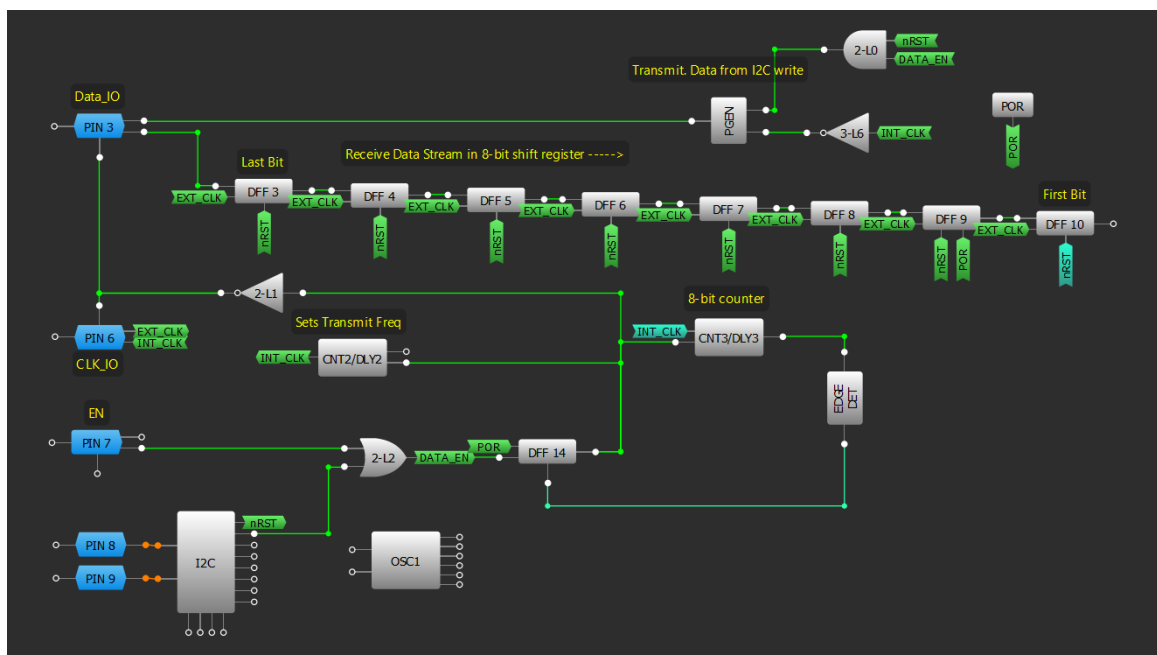 nRST
2-L0
DATA_EN
Transmit. Data from I2C write
Data_IO
POR
PIN 3
PGEN
3-L6
INT_CLK
POR
Receive Data Stream in 8-bit shift register ----->
Last Bit
First Bit
EXT_CLK
DFF 3
EXT_CLK
DFF 4
EXT_CLK
DFF 5
EXT_CLK
DFF 6
EXT_CLK
DFF 7
EXT_CLK
DFF 8
EXT_CLK
DFF 9
EXT_CLK
DFF 10
nRST
nRST
nRST
nRST
nRST
nRST
nRST
POR
nRST
2-L1
8-bit counter
Sets Transmit Freq
PIN 6
EXT_CLK
INT_CLK
CLK_IO
INT_CLK
CNT2/DLY2
INT_CLK
CNT3/DLY3
EDGE
DET
EN
PIN 7
2-L2
DATA_EN
POR
DFF 14
nRST
PIN 8
PIN 9
I2C
OSC1